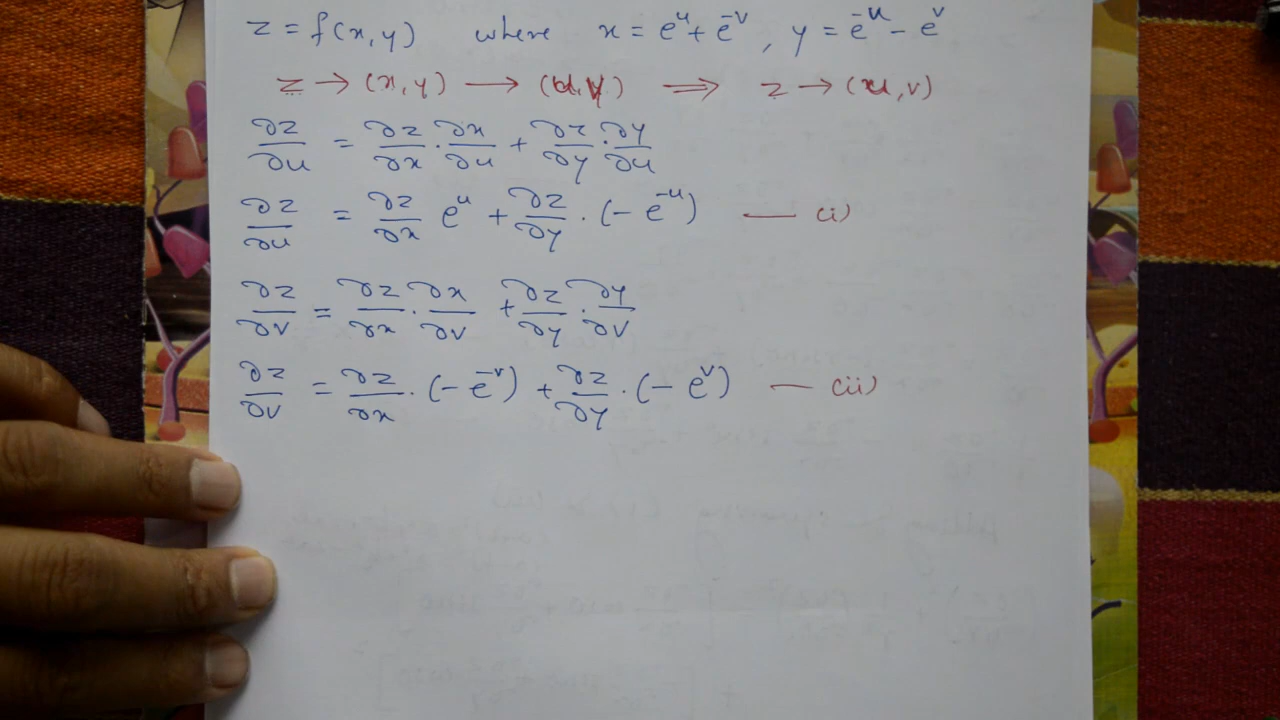 z = f(x,y) where x = e^u + e^-v , y = e^-u - e^v
z → (x,y) → (u,v) ⇒ z → (u,v)
∂z/∂u = ∂z/∂x · ∂x/∂u + ∂z/∂y · ∂y/∂u
∂z/∂u = ∂z/∂x e^u + ∂z/∂y · (- e^-u) — (i)
∂z/∂v = ∂z/∂x · ∂x/∂v + ∂z/∂y · ∂y/∂v
∂z/∂v = ∂z/∂x · (- e^-v) + ∂z/∂y · (- e^v) — (ii)